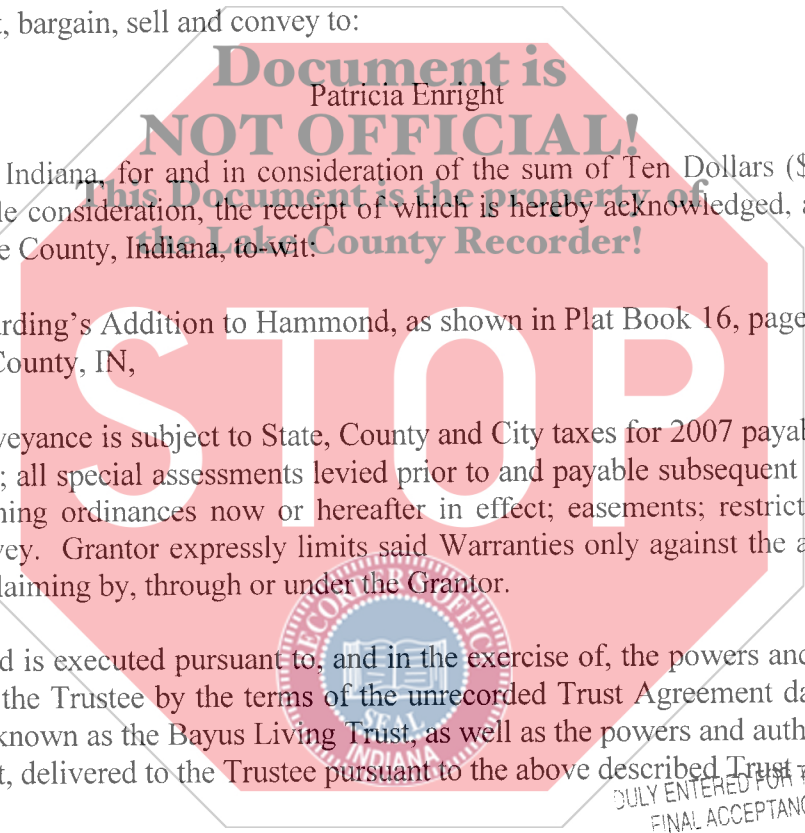 , bargain, sell and convey to:
Document is
Patricia Enright
NOT OFFICIAL!
Indiana, for and in consideration of the sum of Ten Dollars ($
This Document is the property of
le consideration, the receipt of which is hereby acknowledged, a
the Lake County Recorder!
e County, Indiana, to-wit:
rding's Addition to Hammond, as shown in Plat Book 16, page
County, IN,
STOP
veyance is subject to State, County and City taxes for 2007 payab
; all special assessments levied prior to and payable subsequent
ning ordinances now or hereafter in effect; easements; restrict
vey. Grantor expressly limits said Warranties only against the a
laiming by, through or under the Grantor.
RECORDER OFFICE
d is executed pursuant to, and in the exercise of, the powers and
the Trustee by the terms of the unrecorded Trust Agreement da
known as the Bayus Living Trust, as well as the powers and auth
SEAL
INDIANA
t, delivered to the Trustee pursuant to the above described Trust
DULY ENTERED FOR
FINAL ACCEPTANC